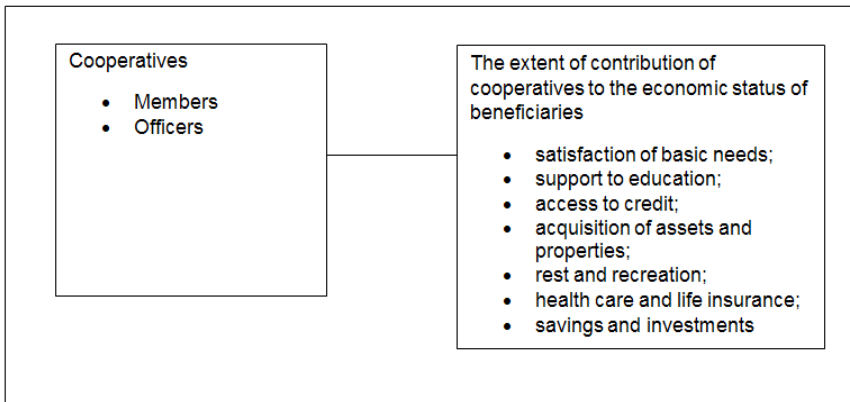 Cooperatives
• Members
• Officers
The extent of contribution of
cooperatives to the economic status of
beneficiaries
• satisfaction of basic needs;
• support to education;
• access to credit;
• acquisition of assets and
properties;
• rest and recreation;
• health care and life insurance;
• savings and investments